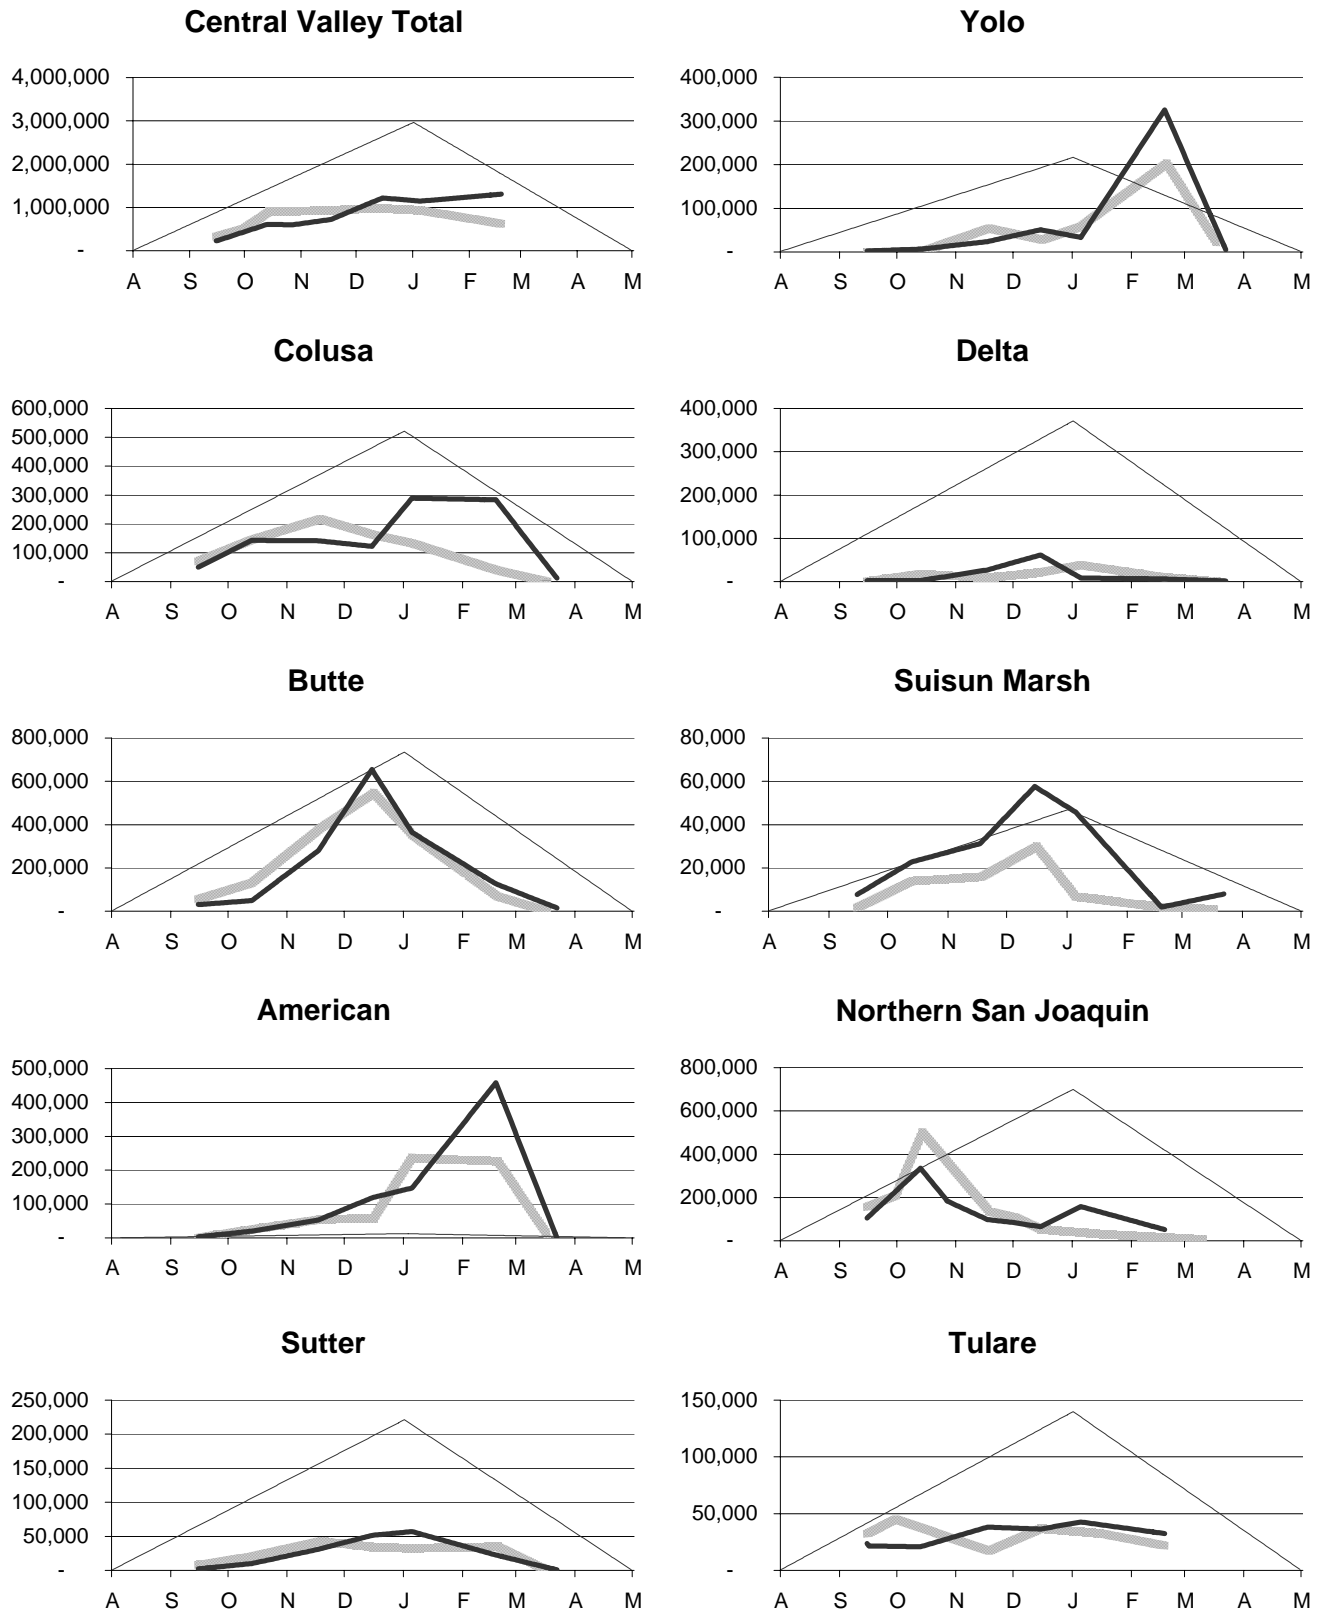 Central Valley Total
4,000,000
3,000,000
2,000,000
1,000,000
-
A S O N D J F M A M
Yolo
400,000
300,000
200,000
100,000
-
A S O N D J F M A M
Colusa
600,000
500,000
400,000
300,000
200,000
100,000
-
A S O N D J F M A M
Delta
400,000
300,000
200,000
100,000
-
A S O N D J F M A M
Butte
800,000
600,000
400,000
200,000
-
A S O N D J F M A M
Suisun Marsh
80,000
60,000
40,000
20,000
-
A S O N D J F M A M
American
500,000
400,000
300,000
200,000
100,000
-
A S O N D J F M A M
Northern San Joaquin
800,000
600,000
400,000
200,000
-
A S O N D J F M A M
Sutter
250,000
200,000
150,000
100,000
50,000
-
A S O N D J F M A M
Tulare
150,000
100,000
50,000
-
A S O N D J F M A M